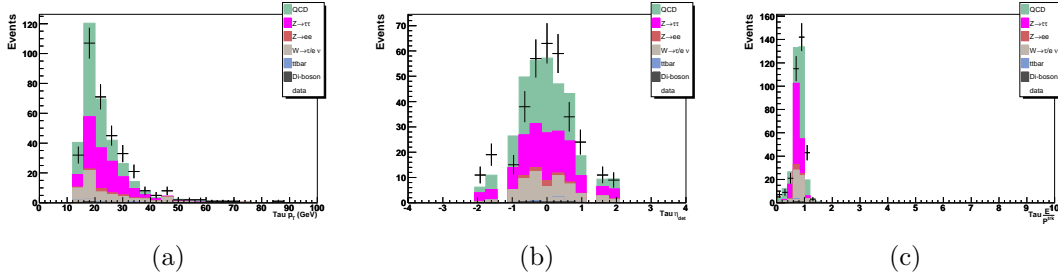 Events
120
100
80
60
40
20
0
0 10 20 30 40 50 60 70 80 90 100
Tau pT (GeV)
QCD
Z→ττ
Z→ee
W→τ/e ν
ttbar
Di-boson
data
(a)
Events
70
60
50
40
30
20
10
0
-4 -3 -2 -1 0 1 2 3 4
Tau ηdet
QCD
Z→ττ
Z→ee
W→τ/e ν
ttbar
Di-boson
data
(b)
Events
160
140
120
100
80
60
40
20
0
0 1 2 3 4 5 6 7 8 9 10
Tau E/Ptrk
QCD
Z→ττ
Z→ee
W→τ/e ν
ttbar
Di-boson
data
(c)